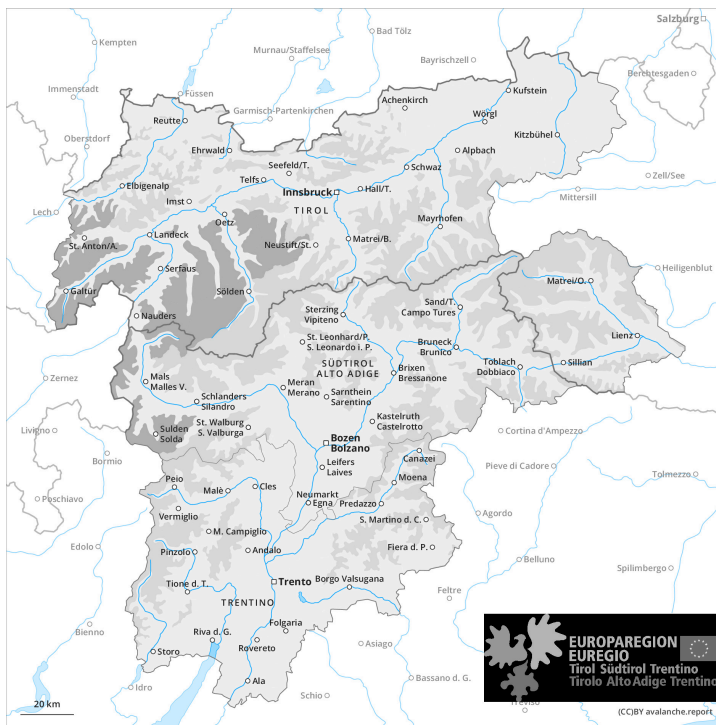 Salzburg
Bad Tölz
Kempten
Murnau/Staffelsee
Bayrischzell
Berchtesgaden
Immenstadt
Füssen
Kufstein
Achenkirch
Garmisch-Partenkirchen
Wörgl
Reutte
Oberstdorf
Kitzbühel
Ehrwald
Alpbach
Seefeld/T.
Schwaz
Telfs
Zell/See
Elbigenalp
Innsbruck
Hall/T.
Mittersill
Imst
TIROL
Lech
Oetz
Mayrhofen
Landeck
St. Anton/A.
Neustift/St.
Matrei/B.
Serfaus
Heiligenblut
Galtür
Sölden
Matrei/O.
Sand/T.
Campo Tures
Nauders
Sterzing
Vipiteno
Lienz
St. Leonhard/P.
S. Leonardo i. P.
Bruneck
Brunico
SÜDTIROL
ALTO ADIGE
Toblach
Dobbiaco
Sillian
Brixen
Bressanone
Zernez
Mals
Malles V.
Meran
Merano
Sarnthein
Sarentino
Schlanders
Silandro
St. Walburg
S. Valburga
Kastelruth
Castelrotto
Livigno
Sulden
Solda
Cortina d'Ampezzo
Bozen
Bolzano
Bormio
Canazei
Leifers
Laives
Pieve di Cadore
Peio
Tolmezzo
Moena
Poschiavo
Malè
Cles
Neumarkt
Egna
Predazzo
Vermiglio
Agordo
S. Martino d. C.
M. Campiglio
Edolo
Pinzolo
Andalo
Fiera d. P.
Belluno
Spilimbergo
Trento
Borgo Valsugana
Tione d. T.
Feltre
TRENTINO
Folgaria
Bienno
Riva d. G.
Rovereto
Asiago
Storo
Ala
Idro
Schio
Bassano d. G.
Treviso
EUROPAREGION
EUREGIO
Tirol Südtirol Trentino
Tirolo Alto Adige Trentino
20 km
(CC)BY avalanche.report